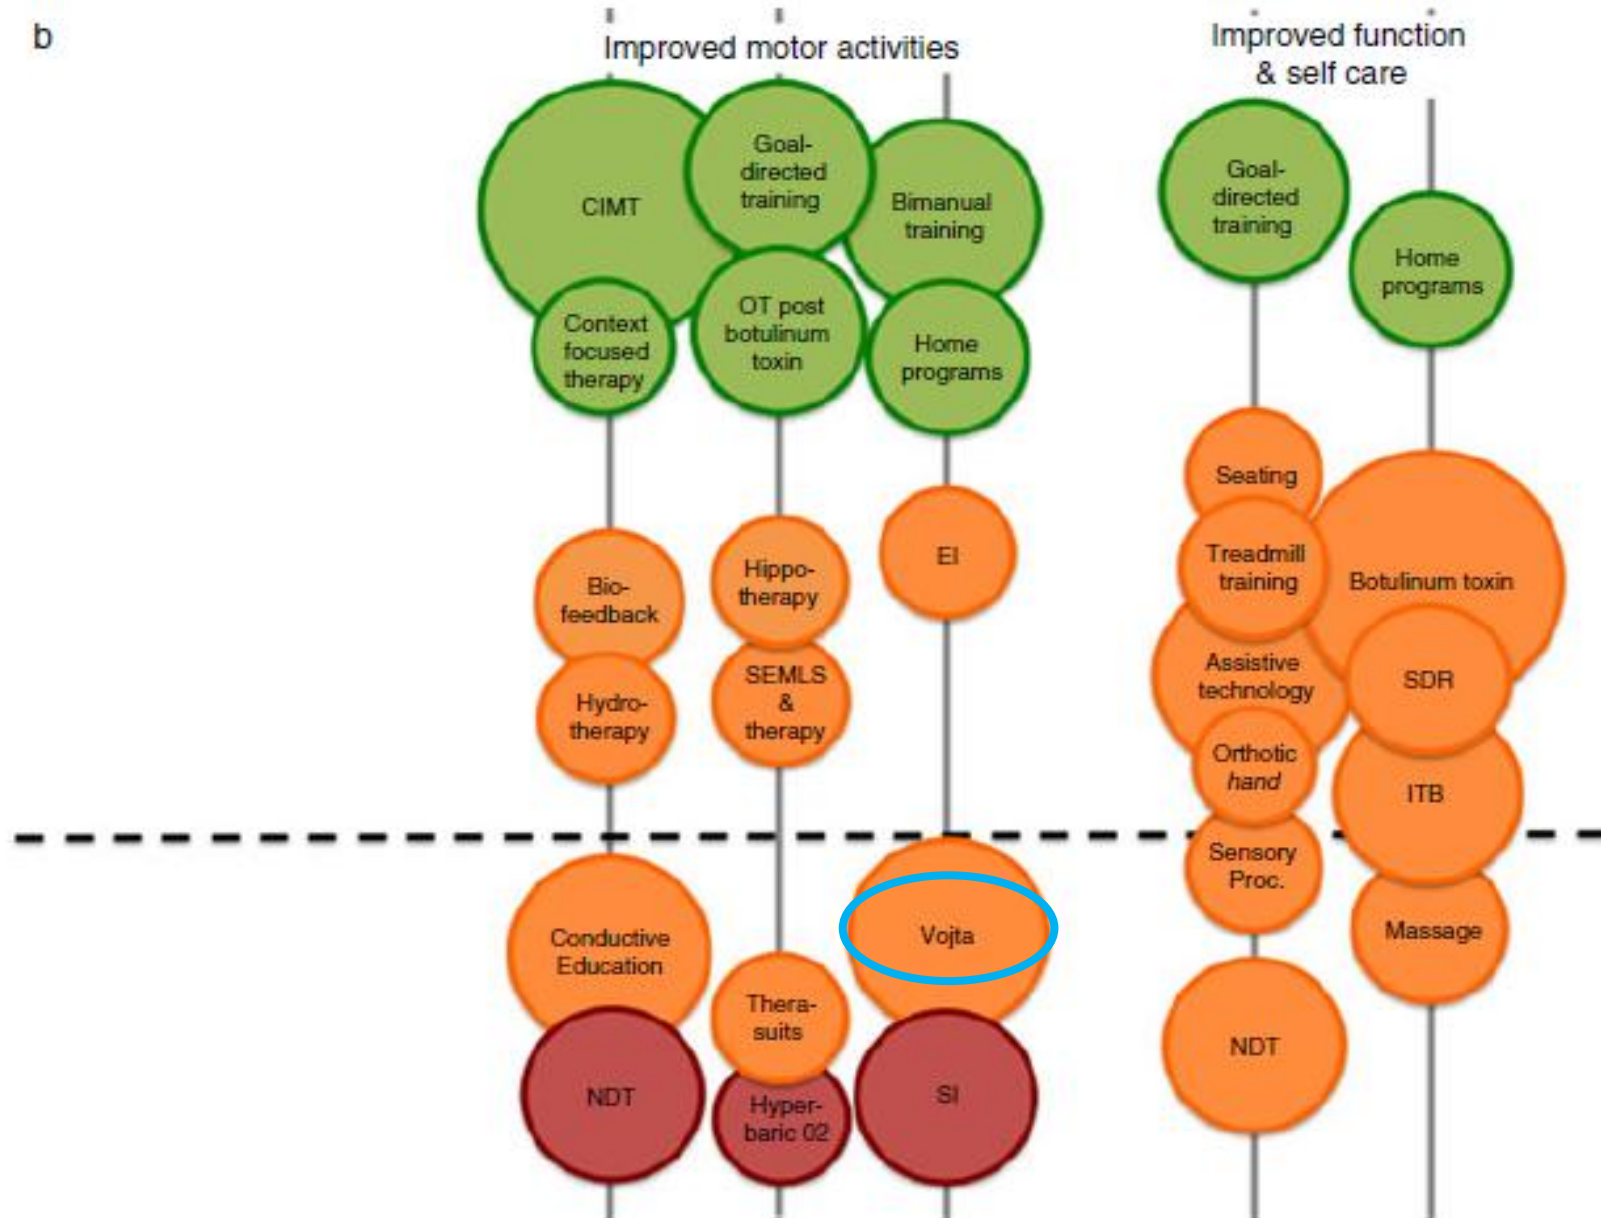 b
Improved motor activities
Improved function
& self care
CIMT
Goal-
directed
training
Bimanual
training
Context
focused
therapy
OT post
botulinum
toxin
Home
programs
Goal-
directed
training
Home
programs
Bio-
feedback
Hydro-
therapy
Hippo-
therapy
SEMLS
&
therapy
EI
Seating
Treadmill
training
Assistive
technology
Orthotic
hand
Sensory
Proc.
NDT
Botulinum toxin
SDR
ITB
Massage
Conductive
Education
NDT
Thera-
suits
Hyper-
baric 02
Vojta
SI